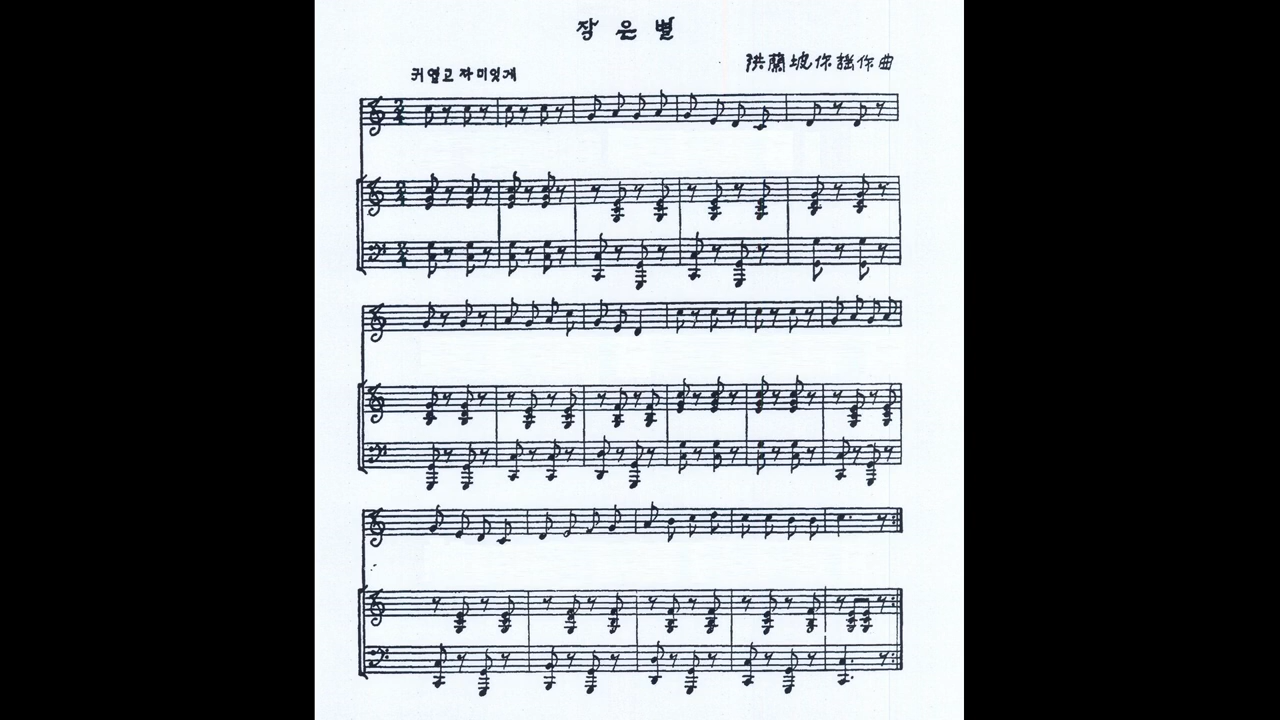 작은별
洪蘭坡作謠作曲
귀엽고 자미잇게